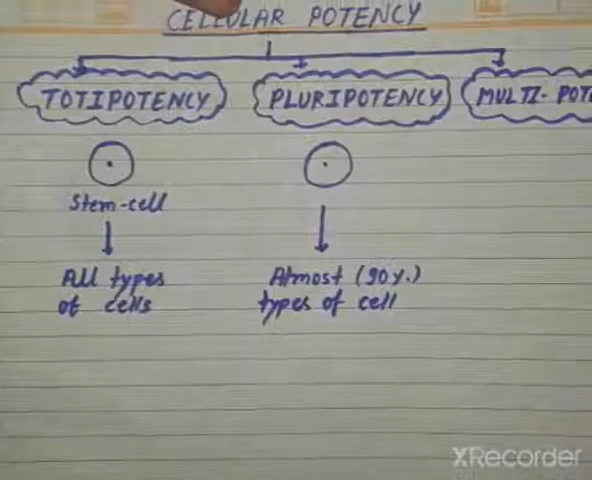 CELLULAR POTENCY
TOTIPOTENCY
PLURIPOTENCY
MULTI-POT
Stem-cell
All types
of cells
Almost (90%.)
types of cell
XRecorder